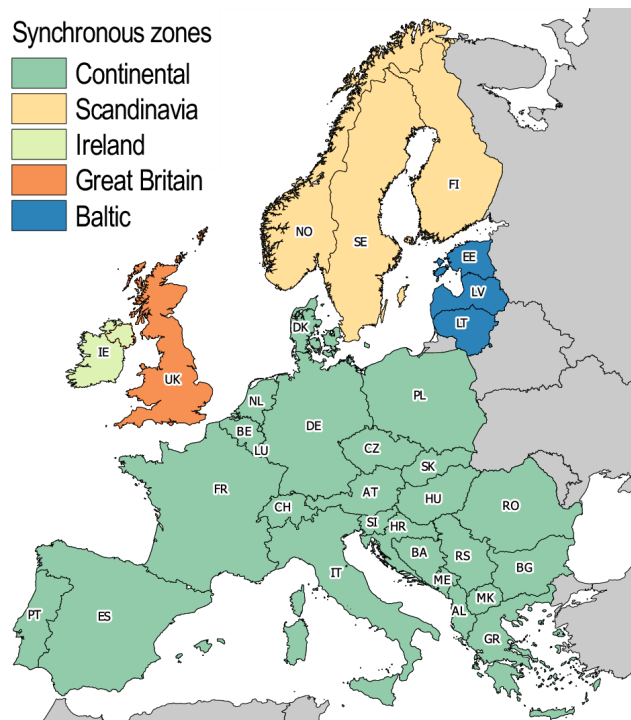 Synchronous zones
Continental
Scandinavia
Ireland
Great Britain
Baltic
FI
NO
SE
EE
LV
LT
DK
IE
UK
NL
PL
BE
DE
LU
CZ
SK
FR
AT
HU
CH
RO
SI
HR
BA
RS
IT
ME
BG
MK
AL
PT
ES
GR